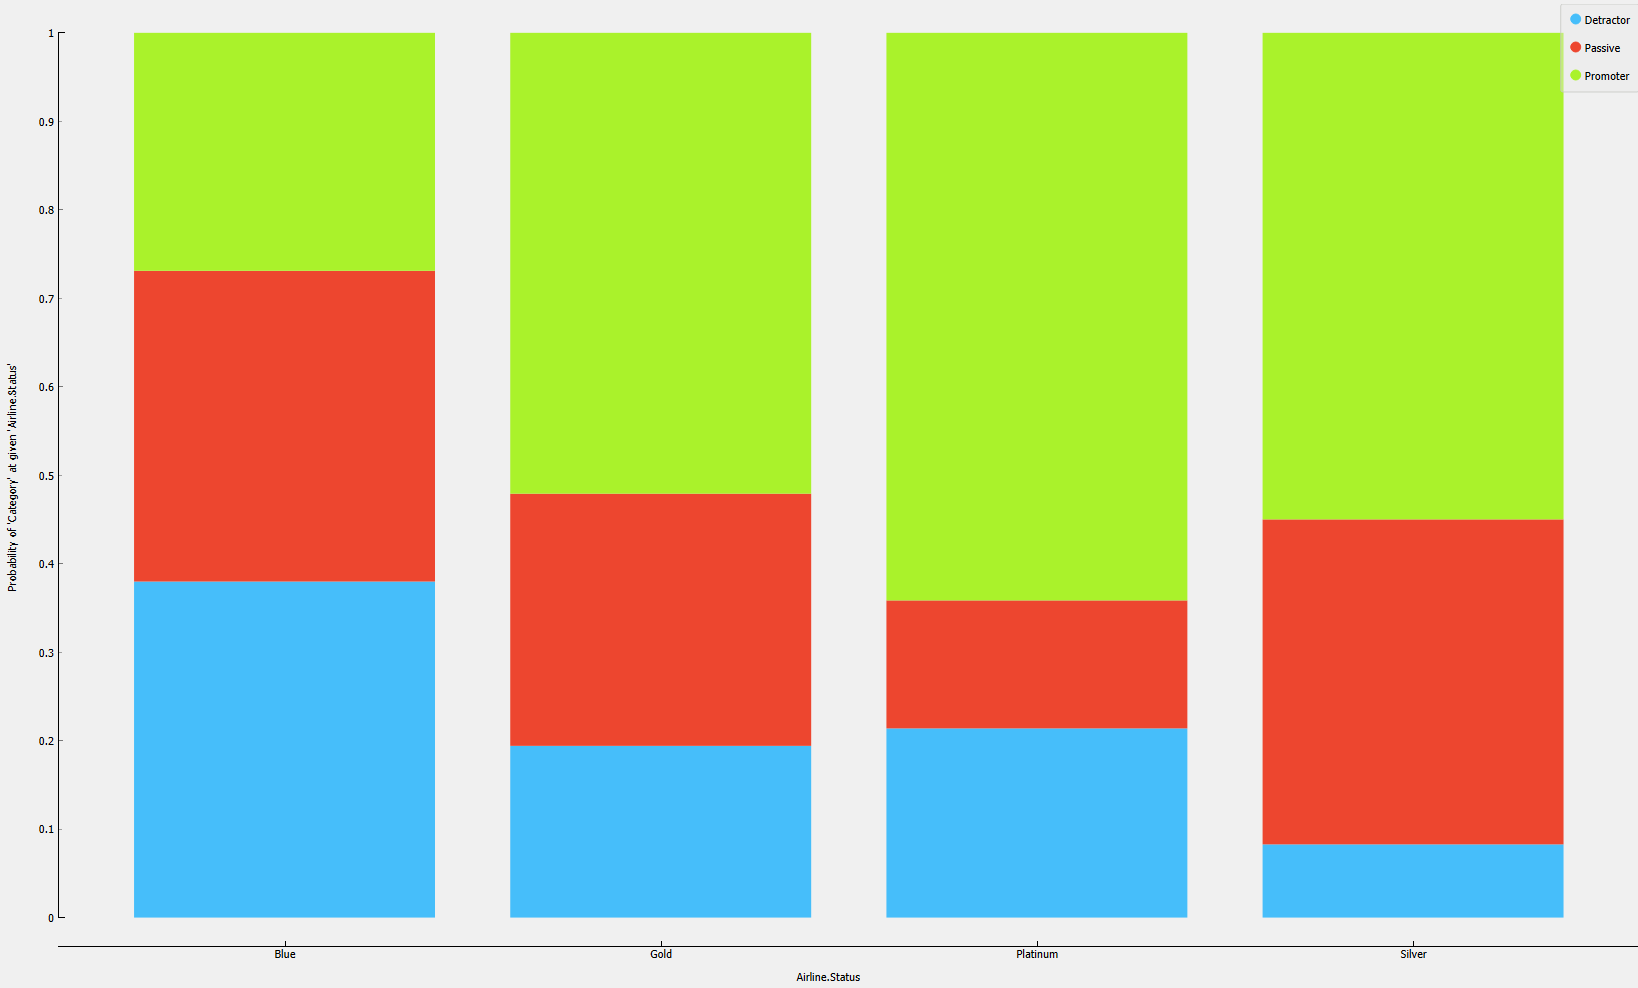 Detractor
Passive
Promoter
1
0.9
0.8
0.7
0.6
0.5
0.4
0.3
0.2
0.1
0
Probability of 'Category' at given 'Airline.Status'
Blue
Gold
Platinum
Silver
Airline.Status